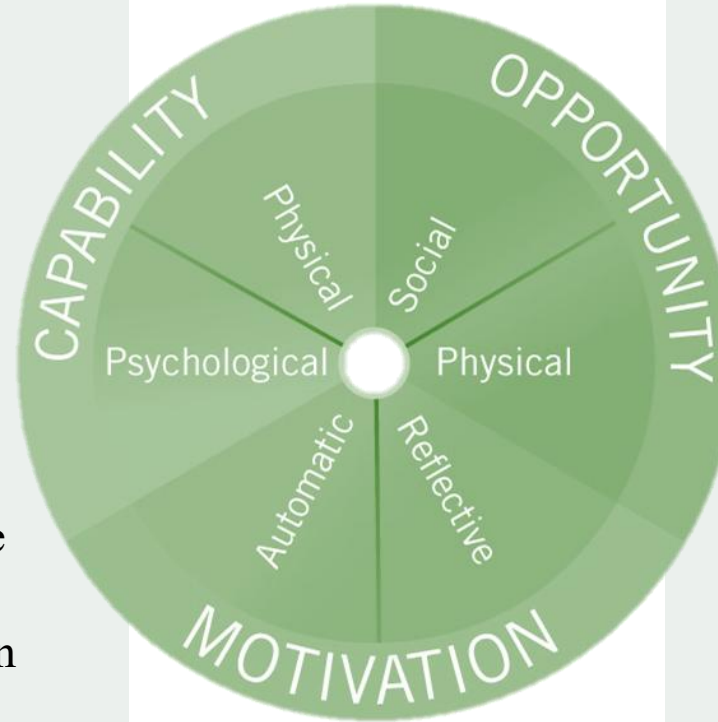 CAPABILITY
OPPORTUNITY
Physical
Social
Psychological
Physical
Automatic
Reflective
MOTIVATION